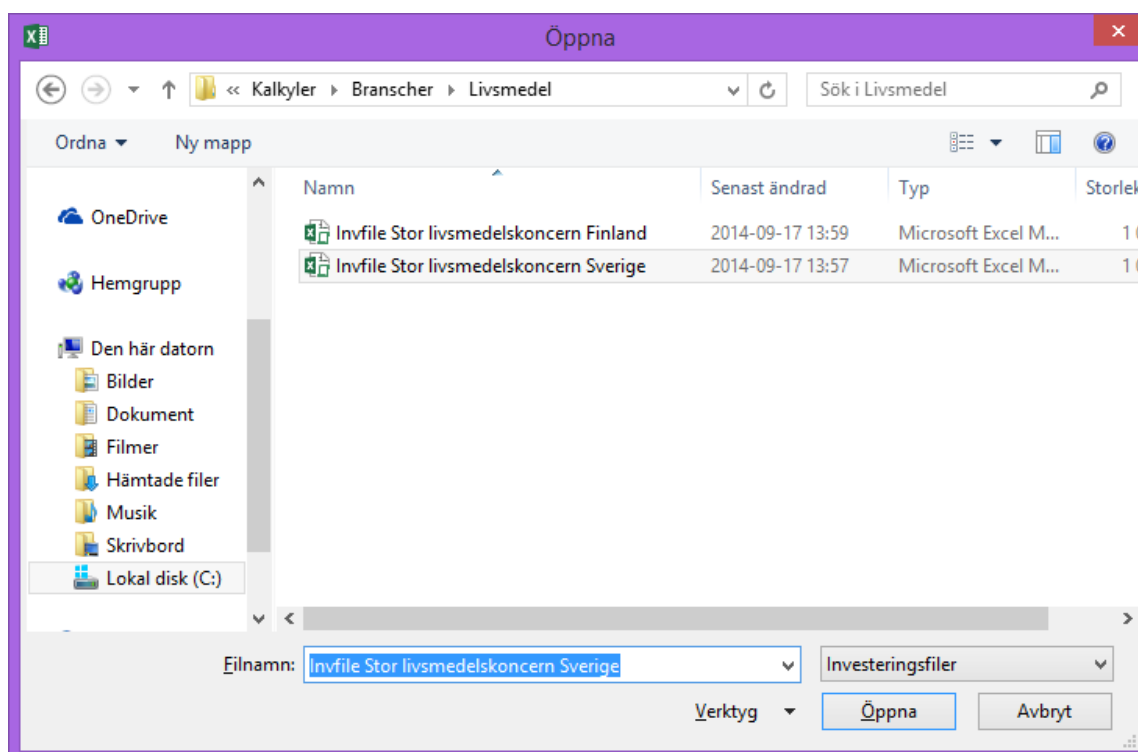 Öppna
« Kalkyler Branscher Livsmedel Sök i Livsmedel
Ordna Ny mapp
Namn Senast ändrad Typ Storlek
OneDrive
Invfile Stor livsmedelskoncern Finland 2014-09-17 13:59 Microsoft Excel M... 1
Invfile Stor livsmedelskoncern Sverige 2014-09-17 13:57 Microsoft Excel M... 1
Hemgrupp
Den här datorn
Bilder
Dokument
Filmer
Hämtade filer
Musik
Skrivbord
Lokal disk (C:)
Filnamn: Invfile Stor livsmedelskoncern Sverige Investeringsfiler
Verktyg Öppna Avbryt